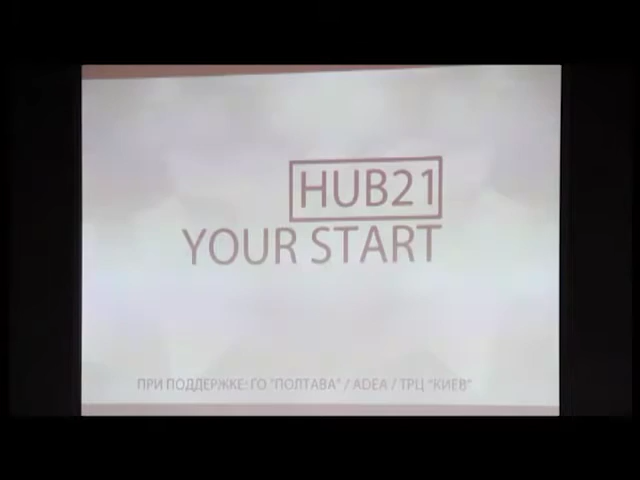 HUB21
YOUR START
ПРИ ПОДДЕРЖКЕ: ГО "ПОЛТАВА" / ADEA / ТРЦ "КИЕВ"